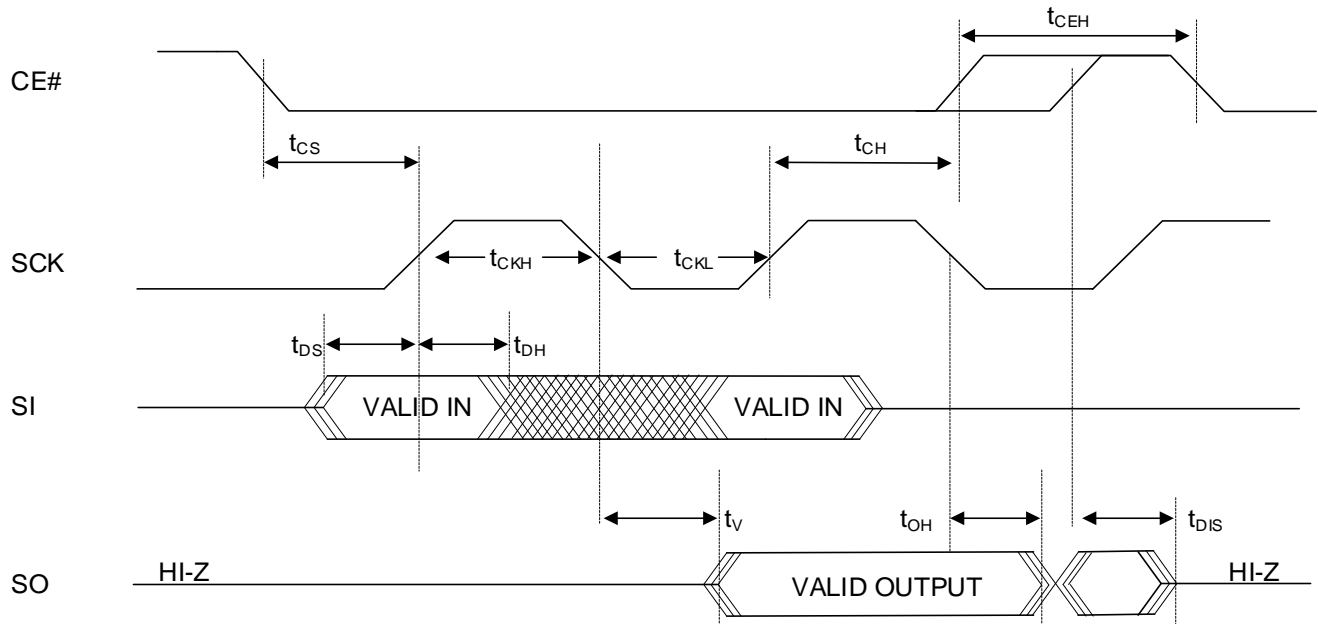 tCEH
CE#
tCS
tCH
SCK
tCKH
tCKL
tDS
tDH
SI
VALID IN
VALID IN
tV
tOH
tDIS
SO
HI-Z
VALID OUTPUT
HI-Z